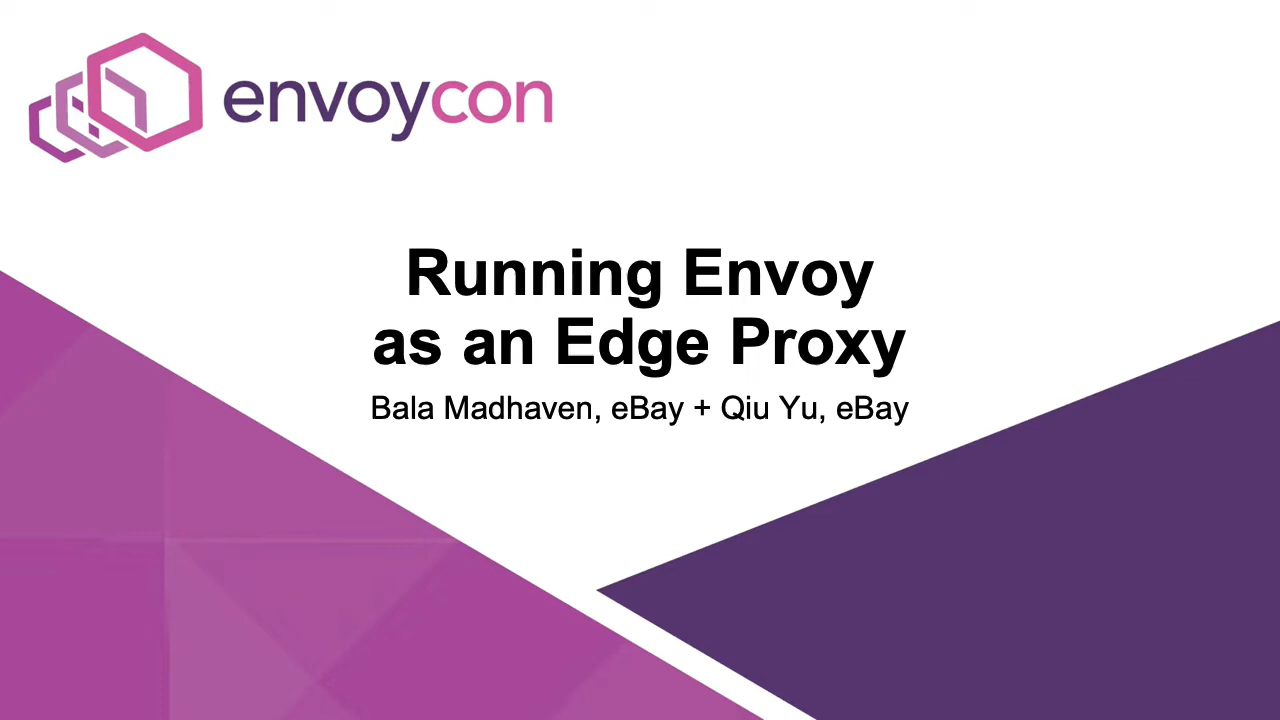 envoycon
Running Envoy
as an Edge Proxy
Bala Madhaven, eBay + Qiu Yu, eBay